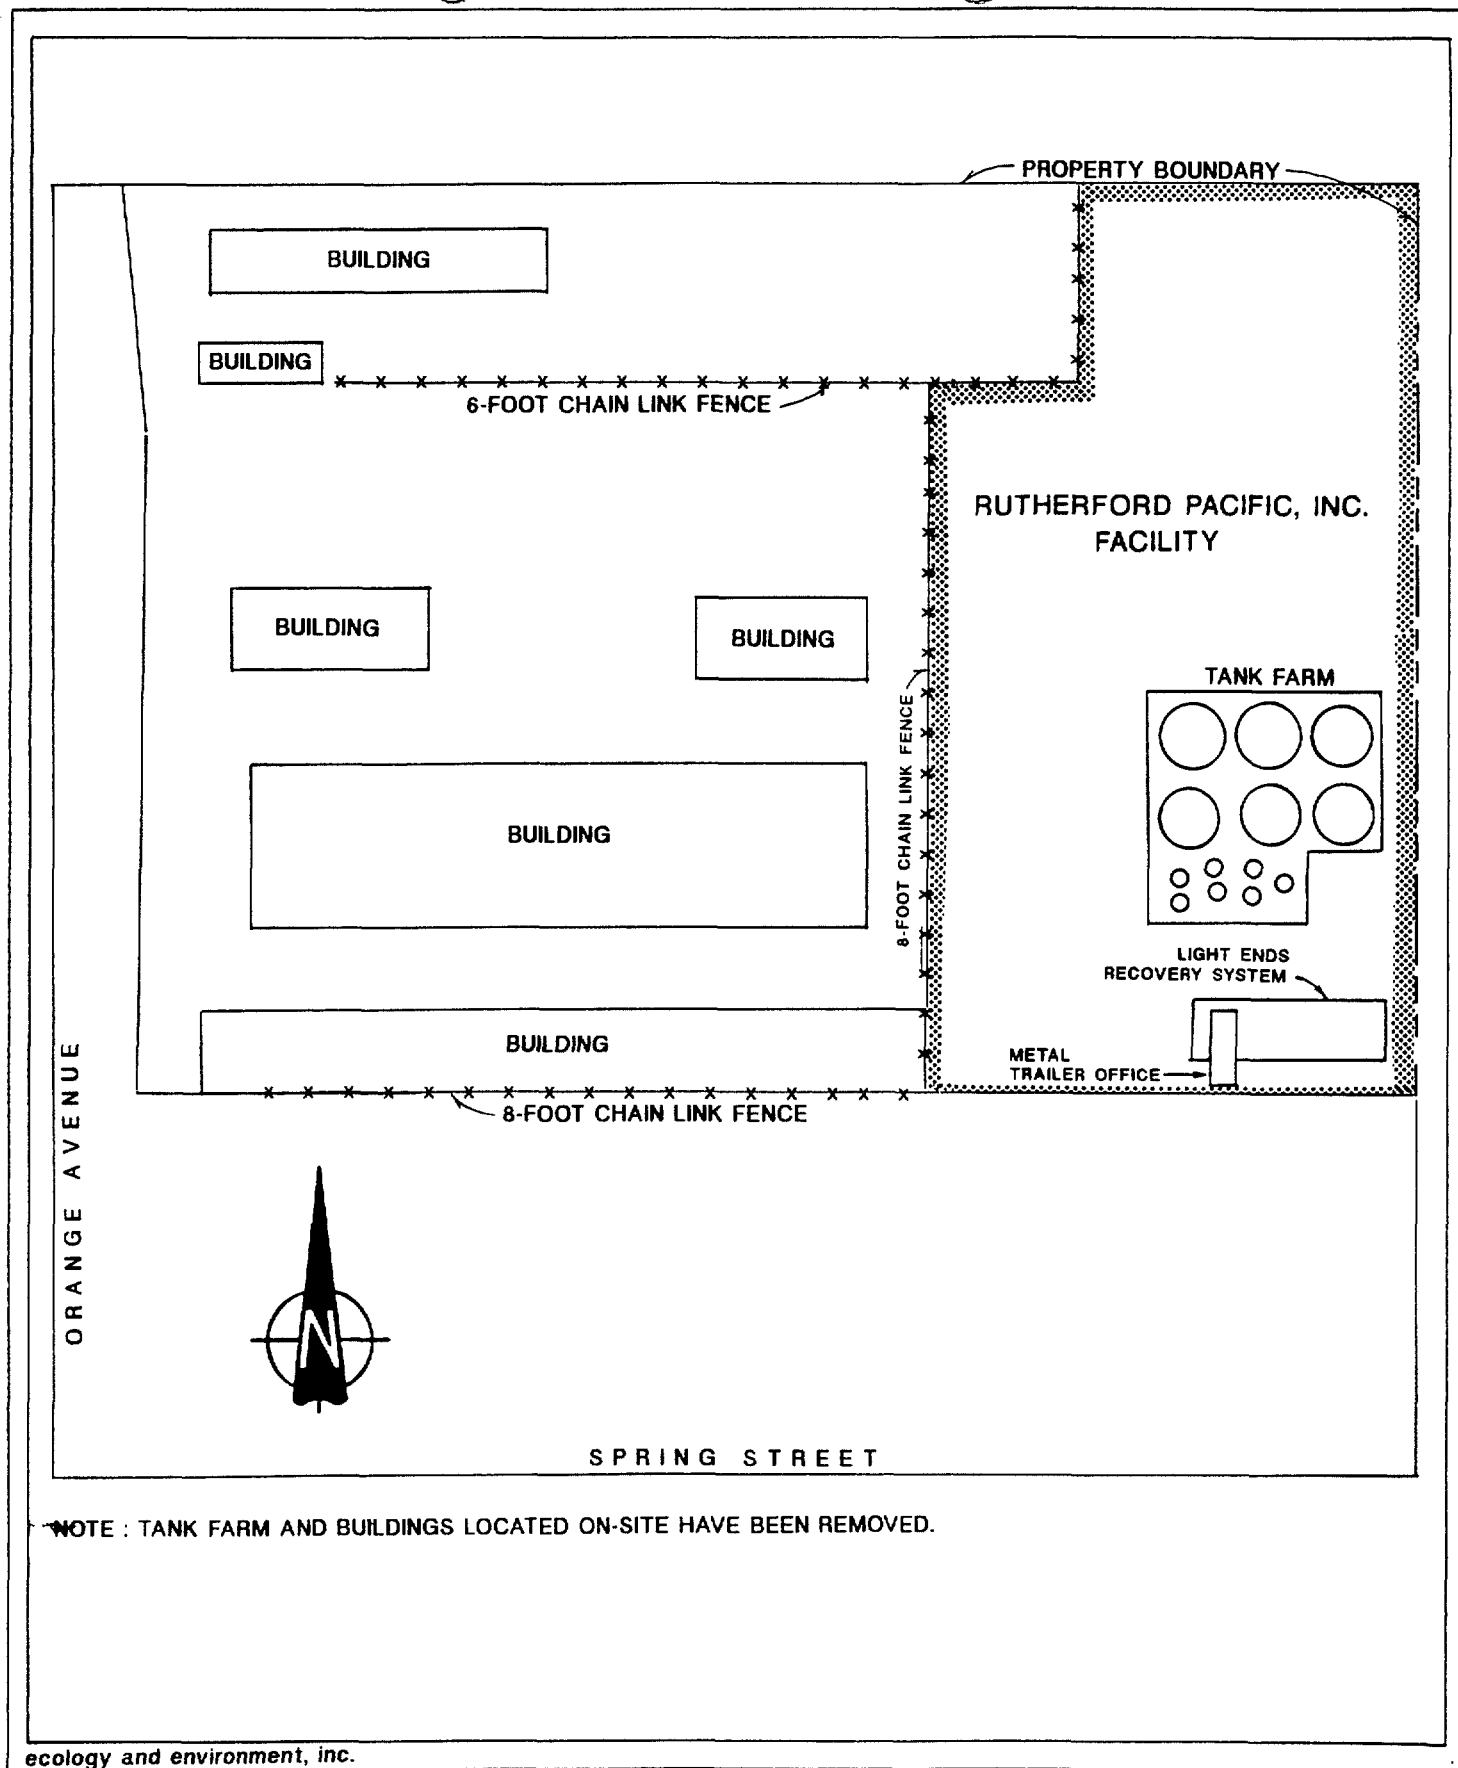 PROPERTY BOUNDARY
BUILDING
BUILDING
6-FOOT CHAIN LINK FENCE
RUTHERFORD PACIFIC, INC.
FACILITY
BUILDING
BUILDING
TANK FARM
8-FOOT CHAIN LINK FENCE
BUILDING
LIGHT ENDS
RECOVERY SYSTEM
BUILDING
METAL
TRAILER OFFICE
8-FOOT CHAIN LINK FENCE
ORANGE AVENUE
N
SPRING STREET
NOTE : TANK FARM AND BUILDINGS LOCATED ON-SITE HAVE BEEN REMOVED.
ecology and environment, inc.